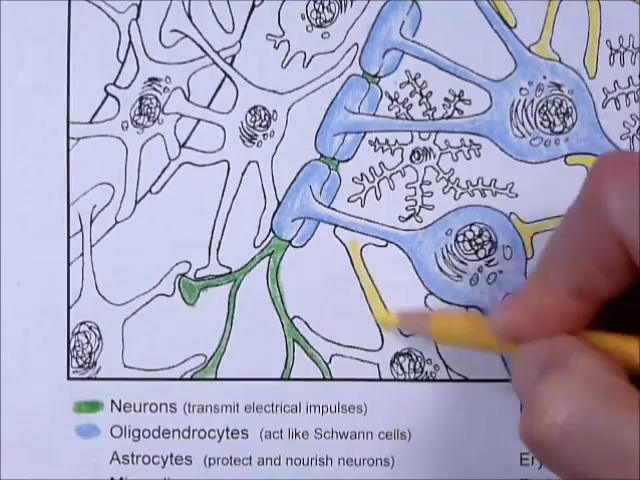 Neurons (transmit electrical impulses)
Oligodendrocytes (act like Schwann cells)
Astrocytes (protect and nourish neurons)